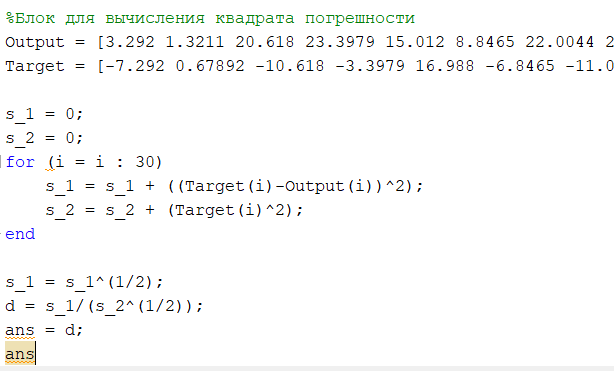 %Блок для вычисления квадрата погрешности
Output = [3.292 1.3211 20.618 23.3979 15.012 8.8465 22.0044 2
Target = [-7.292 0.67892 -10.618 -3.3979 16.988 -6.8465 -11.0
s_1 = 0;
s_2 = 0;
for (i = i : 30)
s_1 = s_1 + ((Target(i)-Output(i))^2);
s_2 = s_2 + (Target(i)^2);
end
s_1 = s_1^(1/2);
d = s_1/(s_2^(1/2));
ans = d;
ans